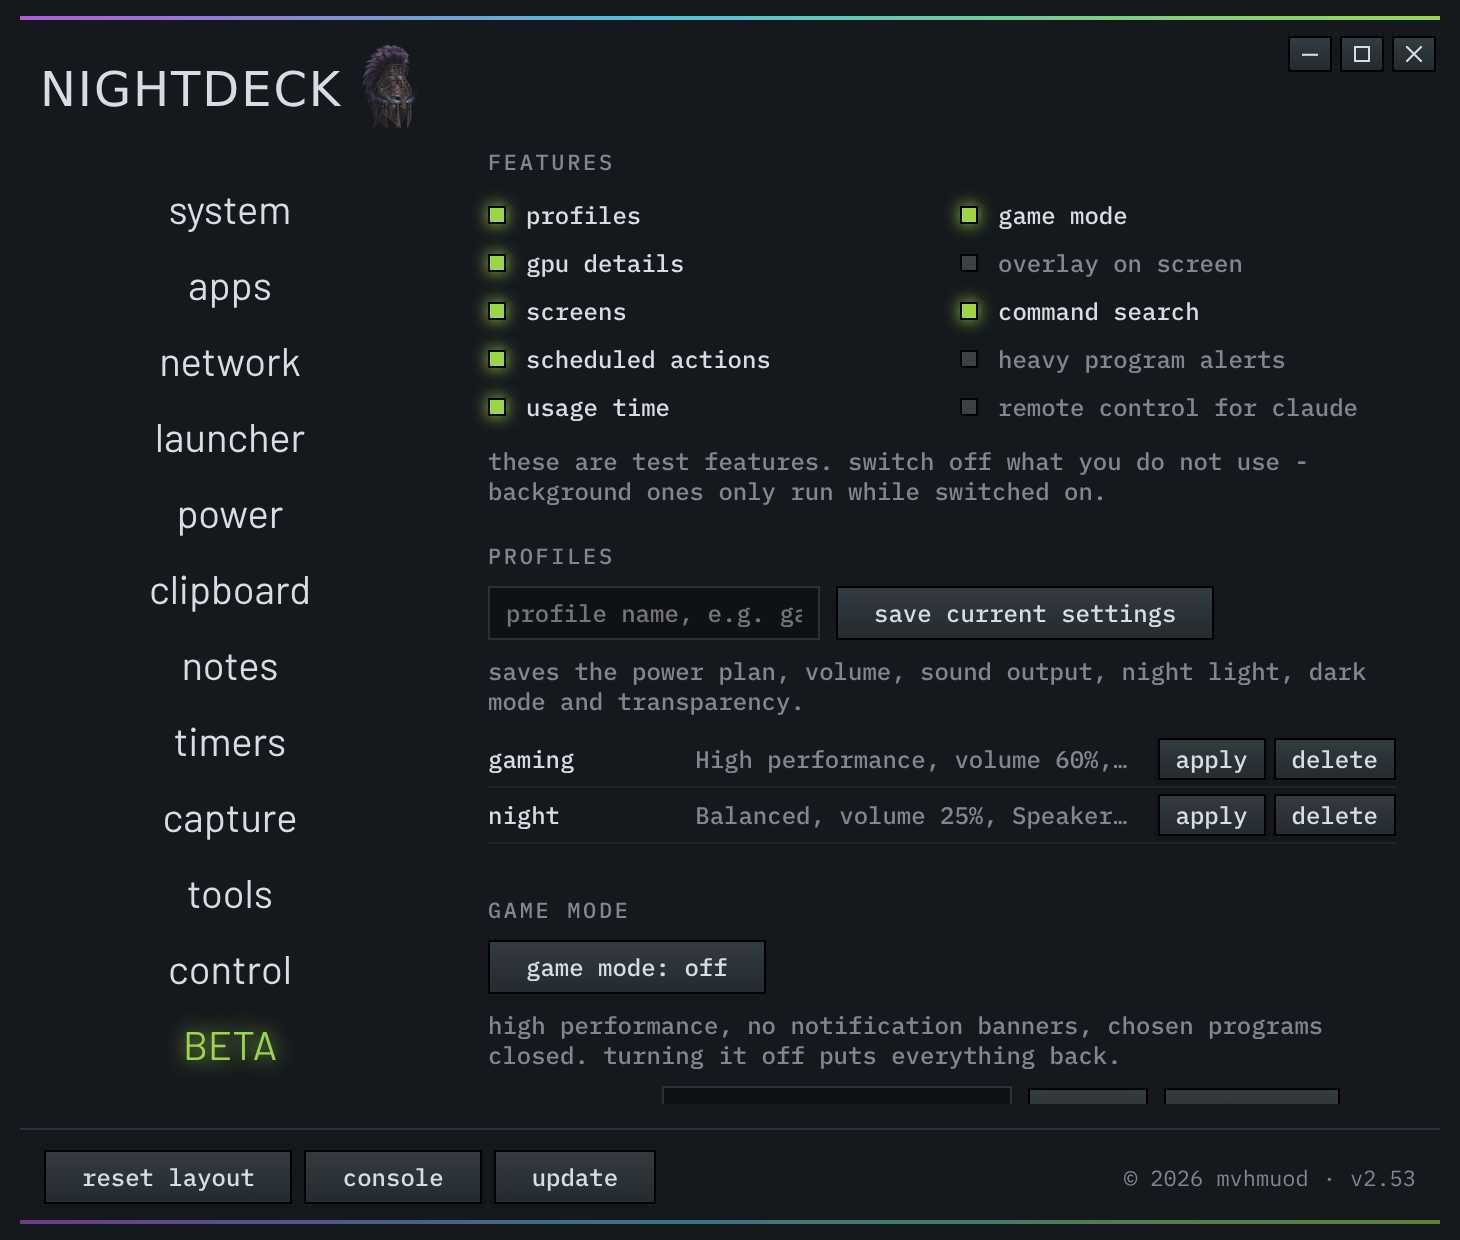 NIGHTDECK
system
apps
network
launcher
power
clipboard
notes
timers
capture
tools
control
BETA
FEATURES
profiles
game mode
gpu details
overlay on screen
screens
command search
scheduled actions
heavy program alerts
usage time
remote control for claude
these are test features. switch off what you do not use -
background ones only run while switched on.
PROFILES
profile name, e.g. ga
save current settings
saves the power plan, volume, sound output, night light, dark
mode and transparency.
gaming High performance, volume 60%,… apply delete
night Balanced, volume 25%, Speaker… apply delete
GAME MODE
game mode: off
high performance, no notification banners, chosen programs
closed. turning it off puts everything back.
reset layout console update © 2026 mvhmuod · v2.53